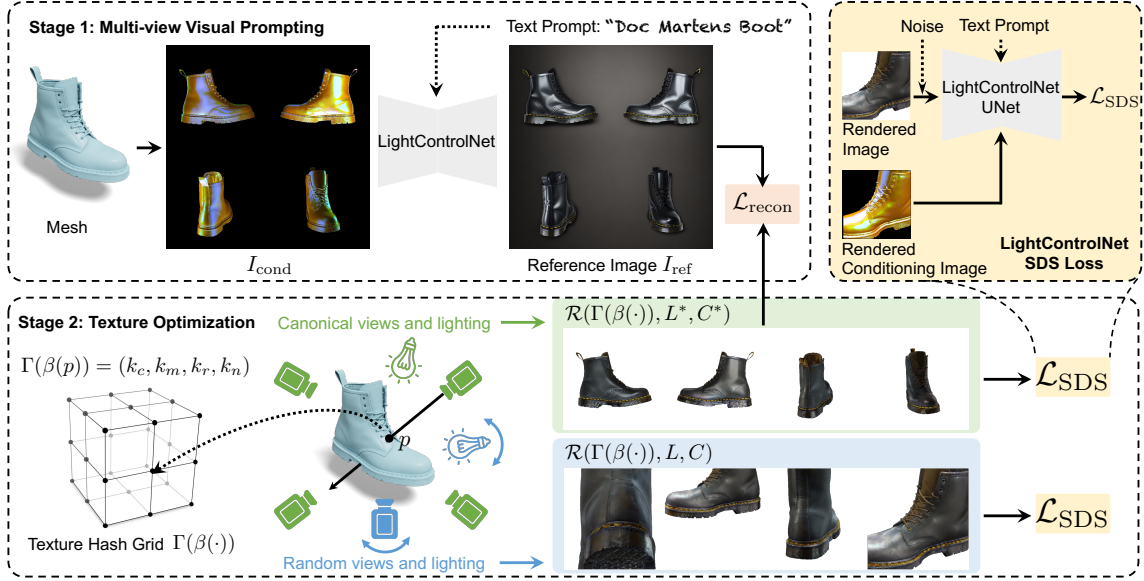 Stage 1: Multi-view Visual Prompting
Text Prompt: “Doc Martens Boot”
LightControlNet
Mesh
I_cond
Reference Image I_ref
L_recon
Noise
Text Prompt
LightControlNet
UNet
L_SDS
Rendered
Image
Rendered
Conditioning Image
LightControlNet
SDS Loss
Stage 2: Texture Optimization
Canonical views and lighting
Γ(β(p)) = (k_c, k_m, k_r, k_n)
p
Texture Hash Grid Γ(β(·))
Random views and lighting
R(Γ(β(·)), L*, C*)
L_SDS
R(Γ(β(·)), L, C)
L_SDS